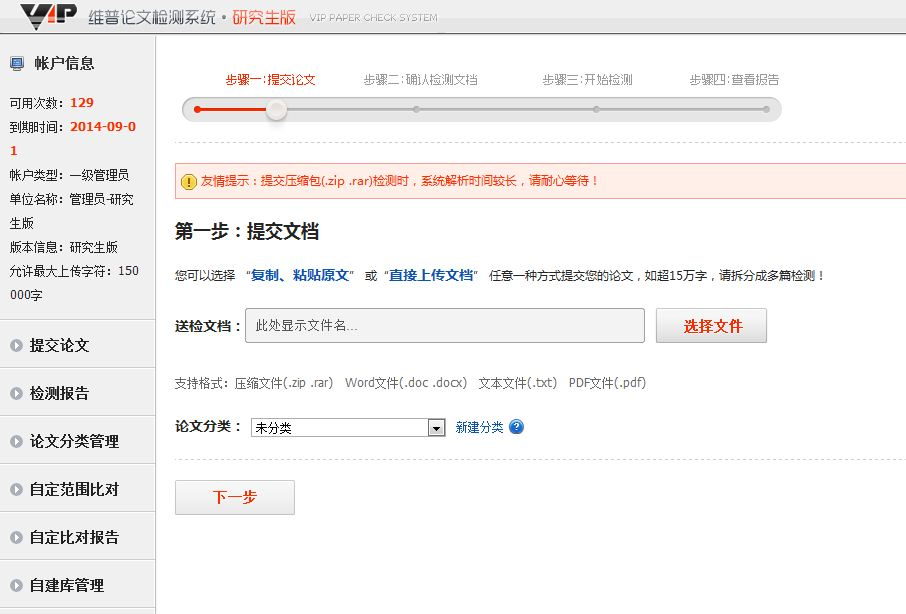 VIP 维普论文检测系统·研究生版 VIP PAPER CHECK SYSTEM
帐户信息
可用次数：129
到期时间：2014-09-0
1
帐户类型：一级管理员
单位名称：管理员-研究
生版
版本信息：研究生版
允许最大上传字符：150
000字
提交论文
检测报告
论文分类管理
自定范围比对
自定比对报告
自建库管理
步骤一：提交论文 步骤二：确认检测文档 步骤三：开始检测 步骤四：查看报告
友情提示：提交压缩包(.zip .rar)检测时，系统解析时间较长，请耐心等待！
第一步：提交文档
您可以选择 “复制、粘贴原文” 或“直接上传文档” 任意一种方式提交您的论文，如超15万字，请拆分成多篇检测！
送检文档： 此处显示文件名... 选择文件
支持格式：压缩文件(.zip .rar) Word文件(.doc .docx) 文本文件(.txt) PDF文件(.pdf)
论文分类： 未分类 新建分类 ?
下一步